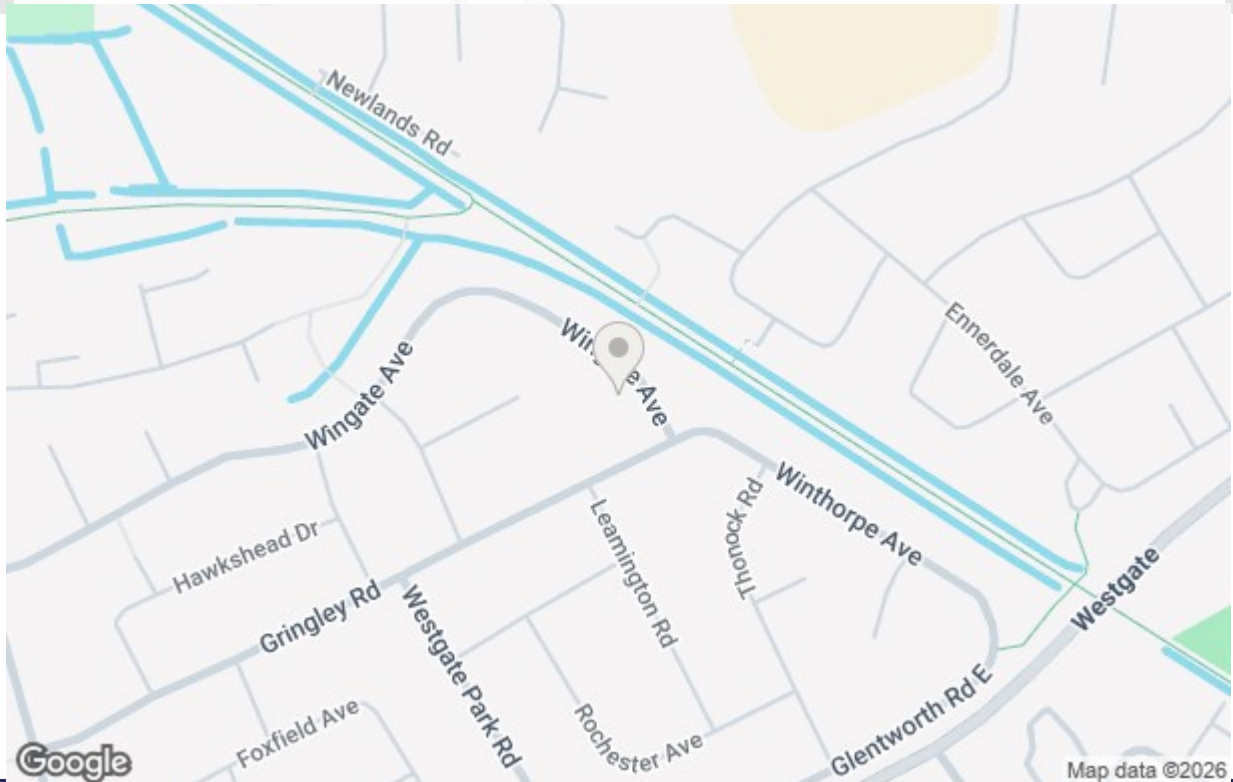 Newlands Rd
Wingate Ave
Ennerdale Ave
Wingate Ave
Winthorpe Ave
Thonock Rd
Leamington Rd
Hawkshead Dr
Gringley Rd
Westgate
Westgate Park Rd
Glentworth Rd E
Rochester Ave
Foxfield Ave
Google
Map data ©2026